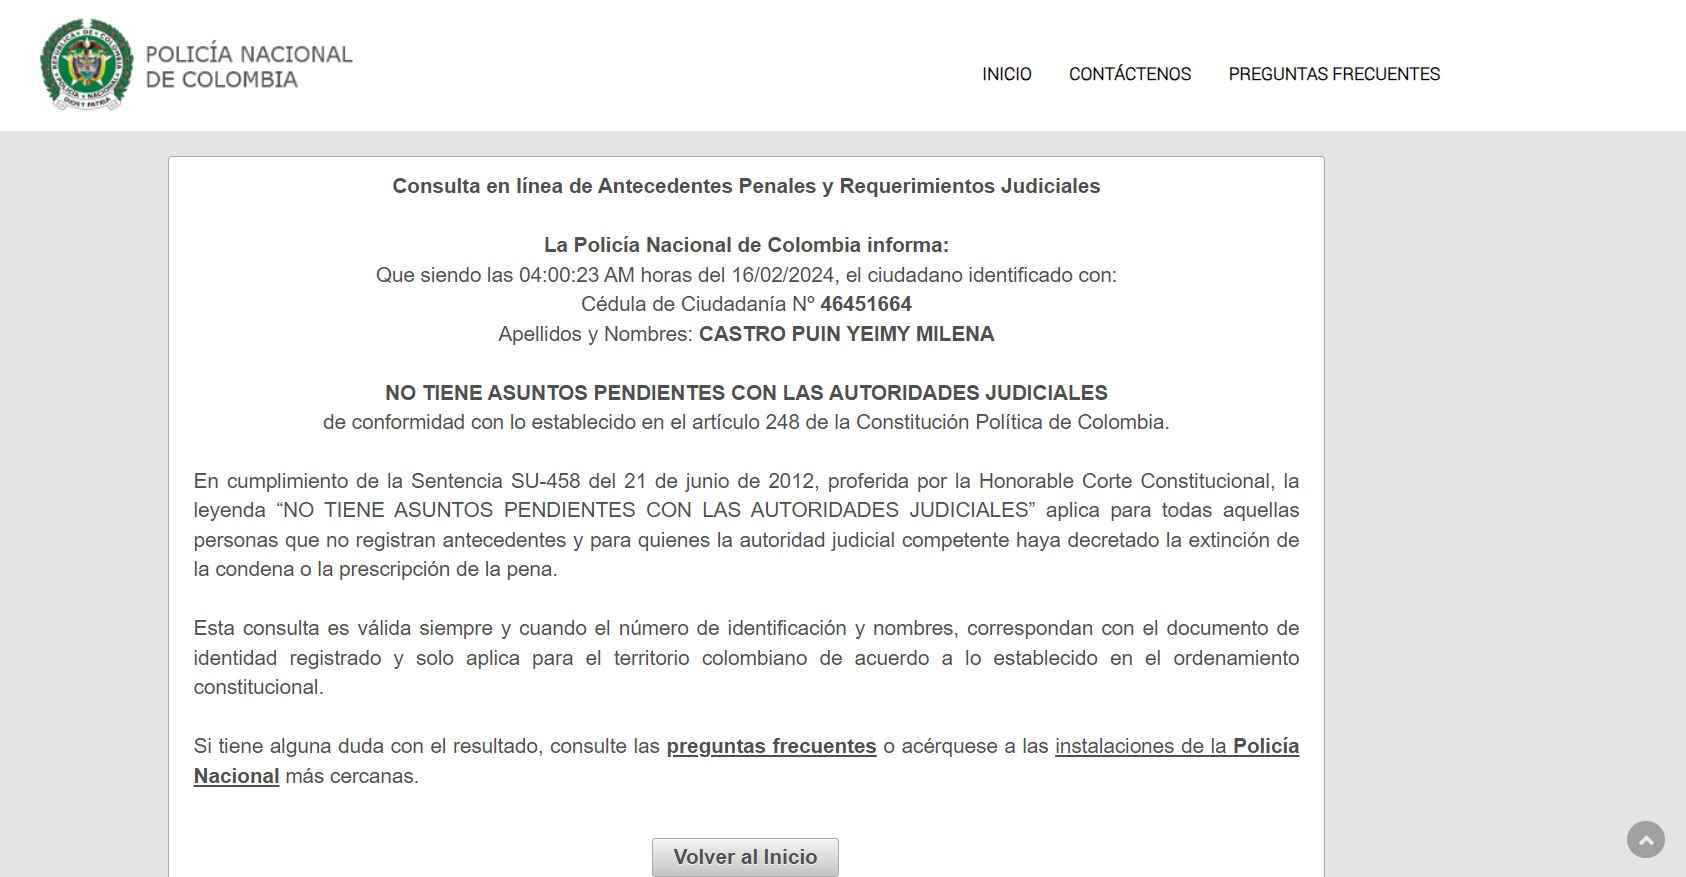 REPÚBLICA DE COLOMBIA
POLICÍA NACIONAL
DIOS Y PATRIA
POLICÍA NACIONAL
DE COLOMBIA
INICIO
CONTÁCTENOS
PREGUNTAS FRECUENTES
Consulta en línea de Antecedentes Penales y Requerimientos Judiciales
La Policía Nacional de Colombia informa:
Que siendo las 04:00:23 AM horas del 16/02/2024, el ciudadano identificado con:
Cédula de Ciudadanía Nº 46451664
Apellidos y Nombres: CASTRO PUIN YEIMY MILENA
NO TIENE ASUNTOS PENDIENTES CON LAS AUTORIDADES JUDICIALES
de conformidad con lo establecido en el artículo 248 de la Constitución Política de Colombia.
En cumplimiento de la Sentencia SU-458 del 21 de junio de 2012, proferida por la Honorable Corte Constitucional, la
leyenda “NO TIENE ASUNTOS PENDIENTES CON LAS AUTORIDADES JUDICIALES” aplica para todas aquellas
personas que no registran antecedentes y para quienes la autoridad judicial competente haya decretado la extinción de
la condena o la prescripción de la pena.
Esta consulta es válida siempre y cuando el número de identificación y nombres, correspondan con el documento de
identidad registrado y solo aplica para el territorio colombiano de acuerdo a lo establecido en el ordenamiento
constitucional.
Si tiene alguna duda con el resultado, consulte las preguntas frecuentes o acérquese a las instalaciones de la Policía
Nacional más cercanas.
Volver al Inicio